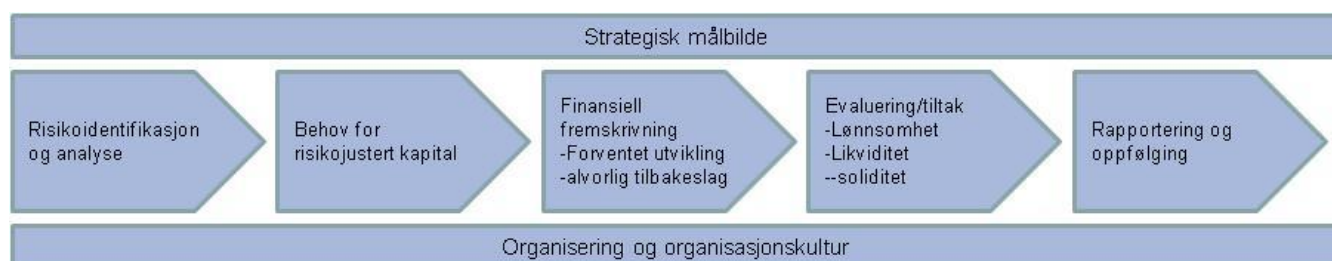 Strategisk målbilde
Risikoidentifikasjon
og analyse
Behov for
risikojustert kapital
Finansiell
fremskrivning
-Forventet utvikling
-alvorlig tilbakeslag
Evaluering/tiltak
-Lønnsomhet
-Likviditet
--soliditet
Rapportering og
oppfølging
Organisering og organisasjonskultur